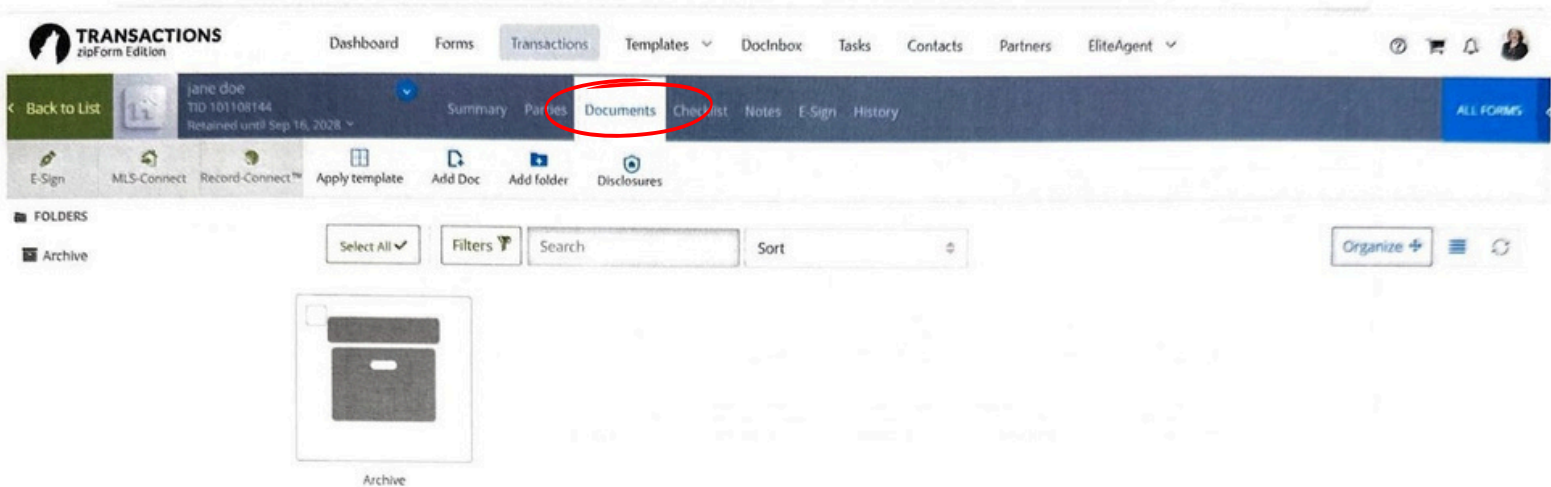 TRANSACTIONS
zipForm Edition
Dashboard Forms Transactions Templates DocInbox Tasks Contacts Partners EliteAgent
Back to List
jane doe
TID 101108144
Retained until Sep 16, 2028
Summary Parties Documents Checklist Notes E-Sign History
ALL FORMS
E-Sign MLS-Connect Record-Connect™ Apply template Add Doc Add folder Disclosures
FOLDERS
Archive
Select All Filters Search Sort Organize
Archive